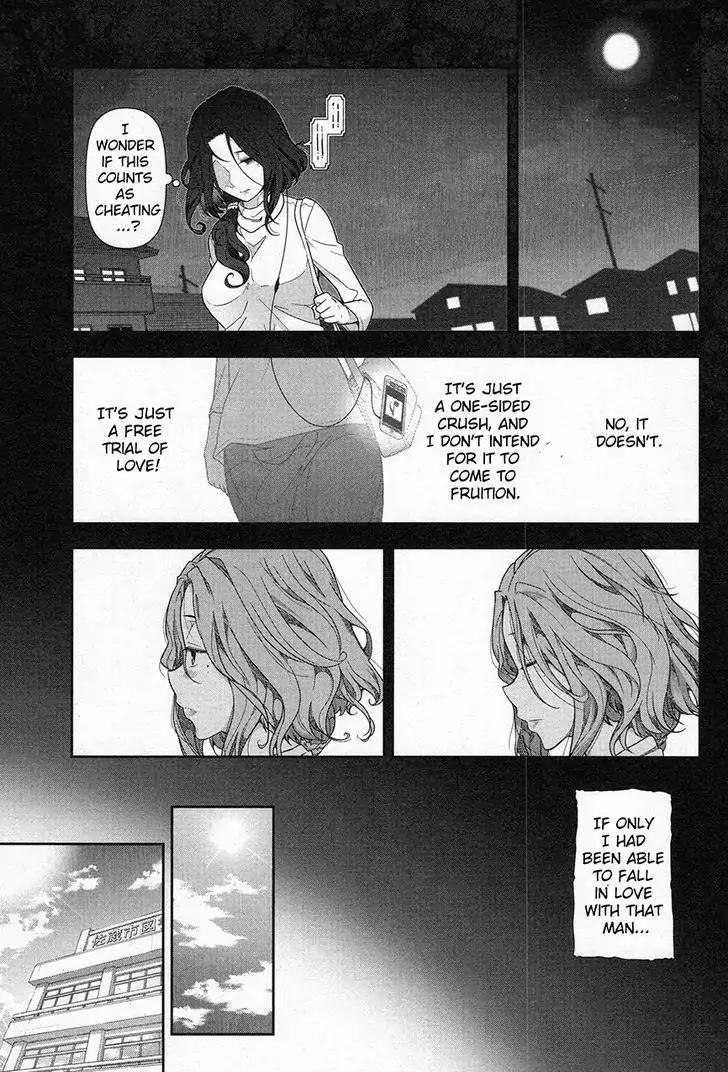 I
WONDER
IF THIS
COUNTS
AS
CHEATING
...?
NO, IT
DOESN'T.
IT'S JUST
A ONE-SIDED
CRUSH, AND
I DON'T INTEND
FOR IT TO
COME TO
FRUITION.
IT'S JUST
A FREE
TRIAL OF
LOVE!
IF ONLY
I HAD
BEEN ABLE
TO FALL
IN LOVE
WITH THAT
MAN...
市区